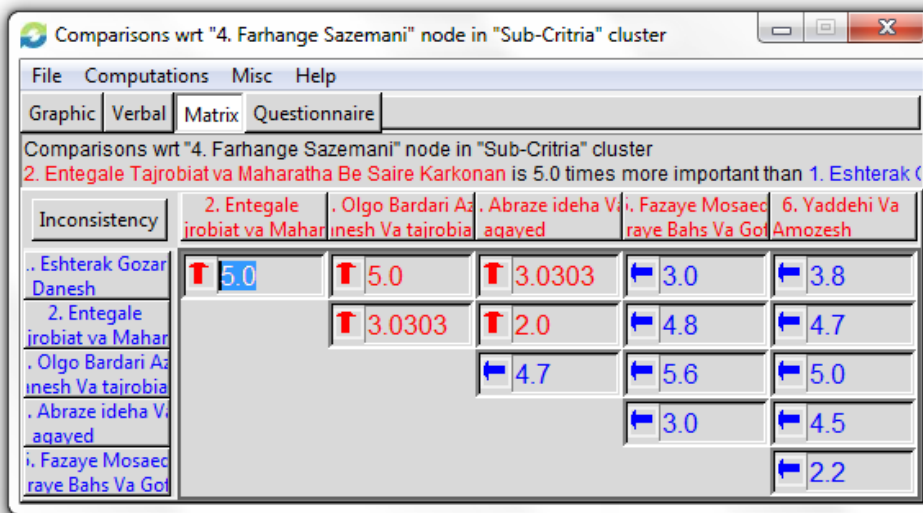 Comparisons wrt "4. Farhange Sazemani" node in "Sub-Critria" cluster
File Computations Misc Help
Graphic Verbal Matrix Questionnaire
Comparisons wrt "4. Farhange Sazemani" node in "Sub-Critria" cluster
2. Entegale Tajrobiat va Maharatha Be Saire Karkonan is 5.0 times more important than 1. Eshterak
Inconsistency
2. Entegale
jrobiat va Mahar
. Olgo Bardari Az
inesh Va tajrobia
. Abraze ideha Va
aqayed
i. Fazaye Mosaed
raye Bahs Va Got
6. Yaddehi Va
Amozesh
.. Eshterak Gozar
Danesh
5.0 5.0 3.0303 3.0 3.8
2. Entegale
jrobiat va Mahar
3.0303 2.0 4.8 4.7
. Olgo Bardari Az
inesh Va tajrobia
4.7 5.6 5.0
. Abraze ideha Va
aqayed
3.0 4.5
i. Fazaye Mosaed
raye Bahs Va Got
2.2